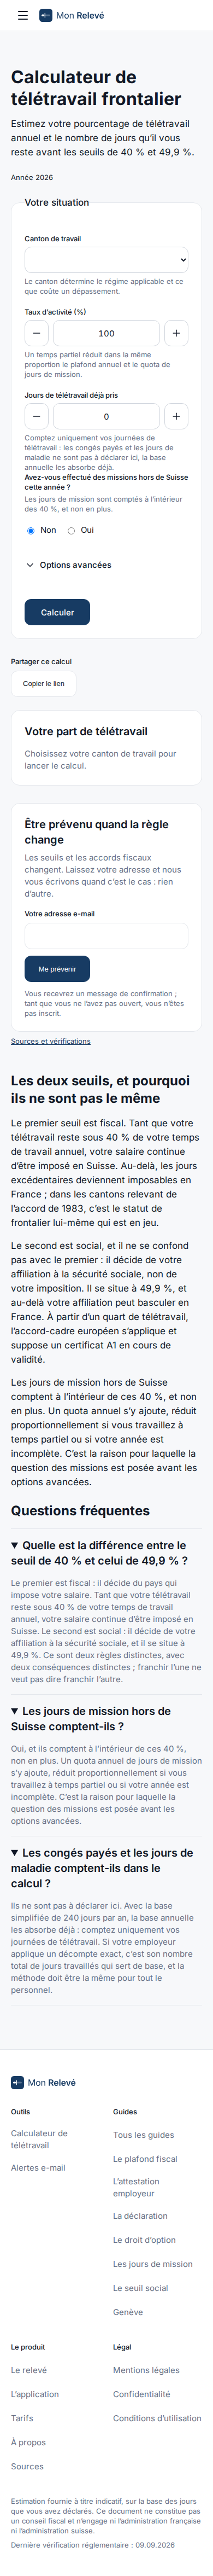 Mon Relevé
Calculateur de
télétravail frontalier
Estimez votre pourcentage de télétravail
annuel et le nombre de jours qu’il vous
reste avant les seuils de 40 % et 49,9 %.
Année 2026
Votre situation
Canton de travail
Le canton détermine le régime applicable et ce
que coûte un dépassement.
Taux d’activité (%)
100
Un temps partiel réduit dans la même
proportion le plafond annuel et le quota de
jours de mission.
Jours de télétravail déjà pris
0
Comptez uniquement vos journées de
télétravail : les congés payés et les jours de
maladie ne sont pas à déclarer ici, la base
annuelle les absorbe déjà.
Avez-vous effectué des missions hors de Suisse
cette année ?
Les jours de mission sont comptés à l’intérieur
des 40 %, et non en plus.
Non
Oui
Options avancées
Calculer
Partager ce calcul
Copier le lien
Votre part de télétravail
Choisissez votre canton de travail pour
lancer le calcul.
Être prévenu quand la règle
change
Les seuils et les accords fiscaux
changent. Laissez votre adresse et nous
vous écrivons quand c’est le cas : rien
d’autre.
Votre adresse e-mail
Me prévenir
Vous recevrez un message de confirmation ;
tant que vous ne l’avez pas ouvert, vous n’êtes
pas inscrit.
Sources et vérifications
Les deux seuils, et pourquoi
ils ne sont pas le même
Le premier seuil est fiscal. Tant que votre
télétravail reste sous 40 % de votre temps
de travail annuel, votre salaire continue
d’être imposé en Suisse. Au-delà, les jours
excédentaires deviennent imposables en
France ; dans les cantons relevant de
l’accord de 1983, c’est le statut de
frontalier lui-même qui est en jeu.
Le second est social, et il ne se confond
pas avec le premier : il décide de votre
affiliation à la sécurité sociale, non de
votre imposition. Il se situe à 49,9 %, et
au-delà votre affiliation peut basculer en
France. À partir d’un quart de télétravail,
l’accord-cadre européen s’applique et
suppose un certificat A1 en cours de
validité.
Les jours de mission hors de Suisse
comptent à l’intérieur de ces 40 %, et non
en plus. Un quota annuel s’y ajoute, réduit
proportionnellement si vous travaillez à
temps partiel ou si votre année est
incomplète. C’est la raison pour laquelle la
question des missions est posée avant les
options avancées.
Questions fréquentes
Quelle est la différence entre le
seuil de 40 % et celui de 49,9 % ?
Le premier est fiscal : il décide du pays qui
impose votre salaire. Tant que votre télétravail
reste sous 40 % de votre temps de travail
annuel, votre salaire continue d’être imposé en
Suisse. Le second est social : il décide de votre
affiliation à la sécurité sociale, et il se situe à
49,9 %. Ce sont deux règles distinctes, avec
deux conséquences distinctes ; franchir l’une ne
veut pas dire franchir l’autre.
Les jours de mission hors de
Suisse comptent-ils ?
Oui, et ils comptent à l’intérieur de ces 40 %,
non en plus. Un quota annuel de jours de mission
s’y ajoute, réduit proportionnellement si vous
travaillez à temps partiel ou si votre année est
incomplète. C’est la raison pour laquelle la
question des missions est posée avant les
options avancées.
Les congés payés et les jours de
maladie comptent-ils dans le
calcul ?
Ils ne sont pas à déclarer ici. Avec la base
simplifiée de 240 jours par an, la base annuelle
les absorbe déjà : comptez uniquement vos
journées de télétravail. Si votre employeur
applique un décompte exact, c’est son nombre
total de jours travaillés qui sert de base, et la
méthode doit être la même pour tout le
personnel.
Mon Relevé
Outils
Calculateur de
télétravail
Alertes e-mail
Guides
Tous les guides
Le plafond fiscal
L’attestation
employeur
La déclaration
Le droit d’option
Les jours de mission
Le seuil social
Genève
Le produit
Le relevé
L’application
Tarifs
À propos
Sources
Légal
Mentions légales
Confidentialité
Conditions d’utilisation
Estimation fournie à titre indicatif, sur la base des jours
que vous avez déclarés. Ce document ne constitue pas
un conseil fiscal et n’engage ni l’administration française
ni l’administration suisse.
Dernière vérification réglementaire : 09.09.2026